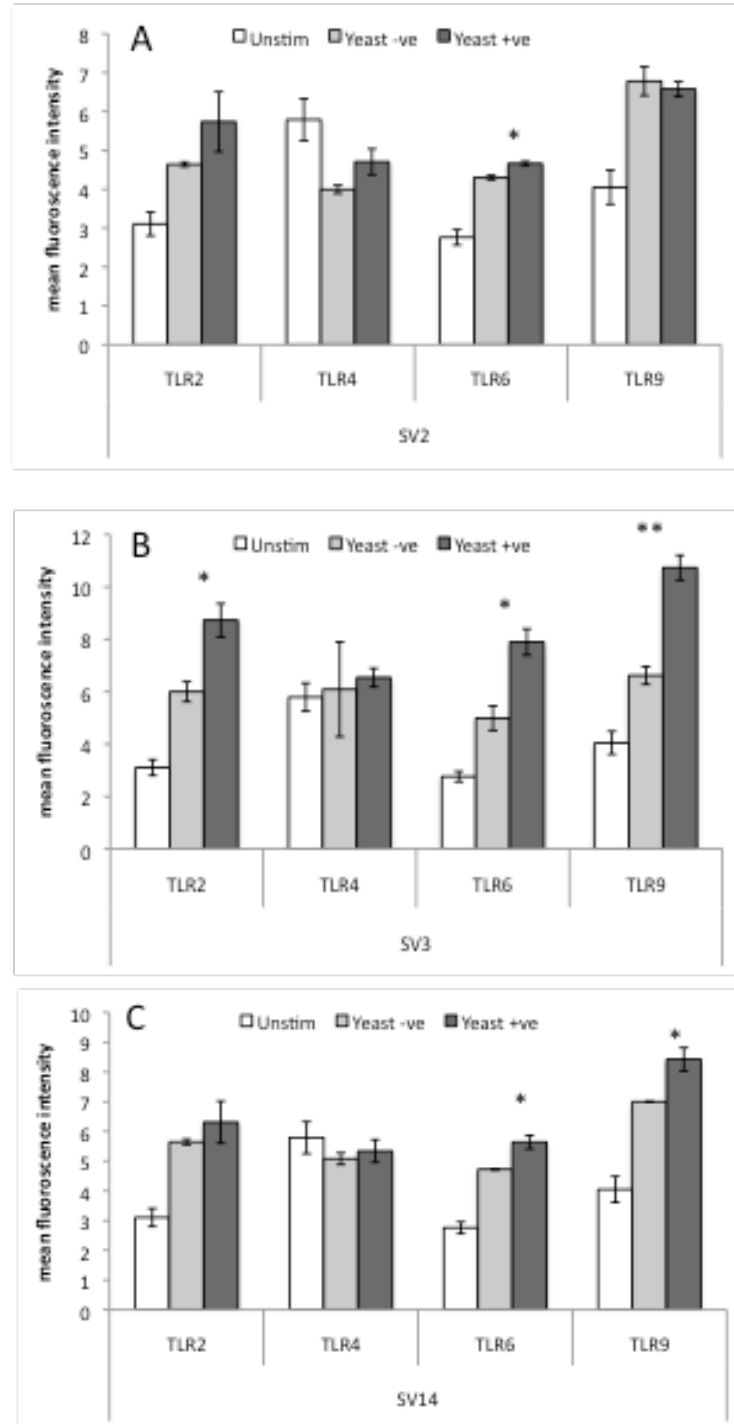 A
Unstim Yeast -ve Yeast +ve
mean fluoroscence intensity
8
7
6
5
4
3
2
1
0
*
TLR2 TLR4 TLR6 TLR9
SV2
B
Unstim Yeast -ve Yeast +ve
mean fluoroscence intensity
12
10
8
6
4
2
0
* * **
TLR2 TLR4 TLR6 TLR9
SV3
C
Unstim Yeast -ve Yeast +ve
mean fluoroscence intensity
10
9
8
7
6
5
4
3
2
1
0
* *
TLR2 TLR4 TLR6 TLR9
SV14